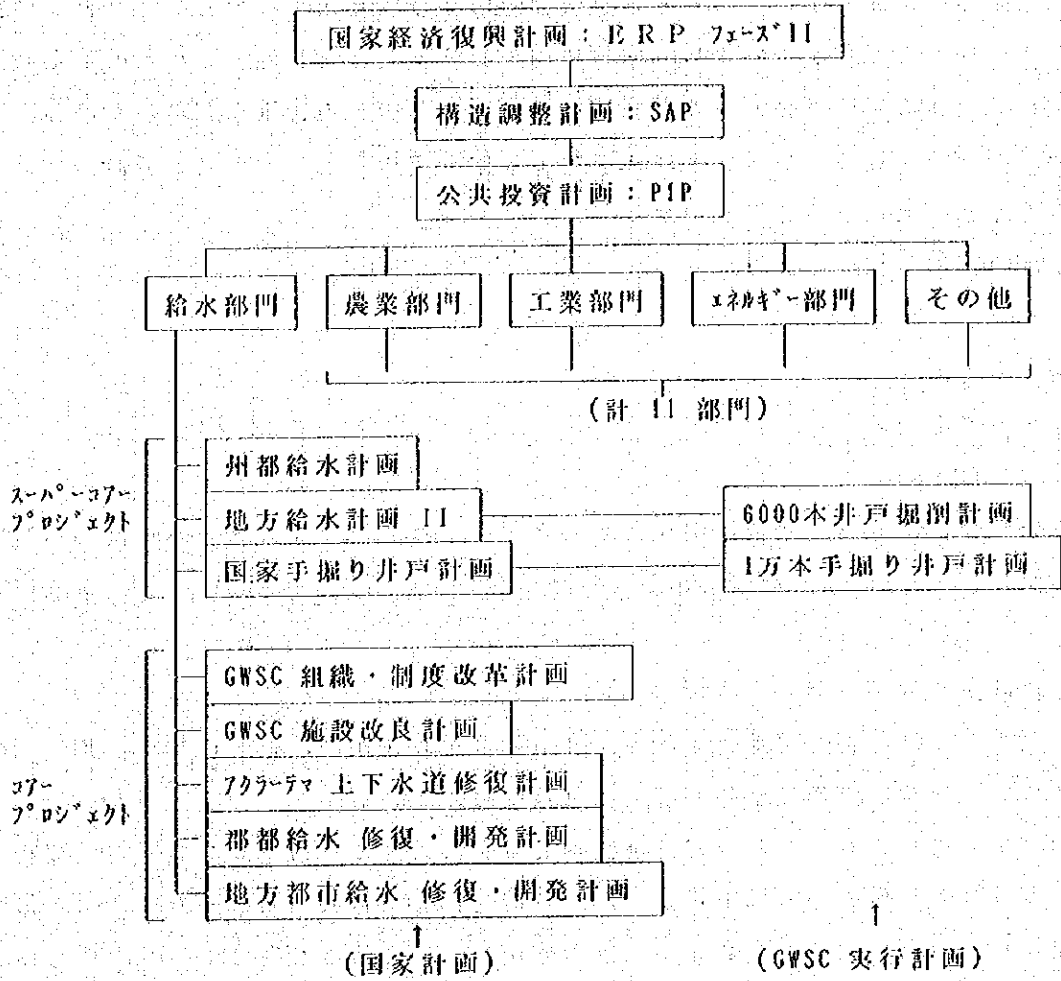 国家経済復興計画：ＥＲＰ ﾌｪｰｽﾞII
構造調整計画：SAP
公共投資計画：PIP
給水部門 農業部門 工業部門 ｴﾈﾙｷﾞｰ部門 その他
(計 11 部門)
ｽｰﾊﾟｰｺｱｰ
ﾌﾟﾛｼﾞｪｸﾄ
州都給水計画
地方給水計画 II 6000本井戸掘削計画
国家手掘り井戸計画 1万本手掘り井戸計画
ｺｱｰ
ﾌﾟﾛｼﾞｪｸﾄ
GWSC 組織・制度改革計画
GWSC 施設改良計画
ｱｸﾗｰﾃﾏ 上下水道修復計画
郡都給水 修復・開発計画
地方都市給水 修復・開発計画
↑ ↑
(国家計画) (GWSC 実行計画)